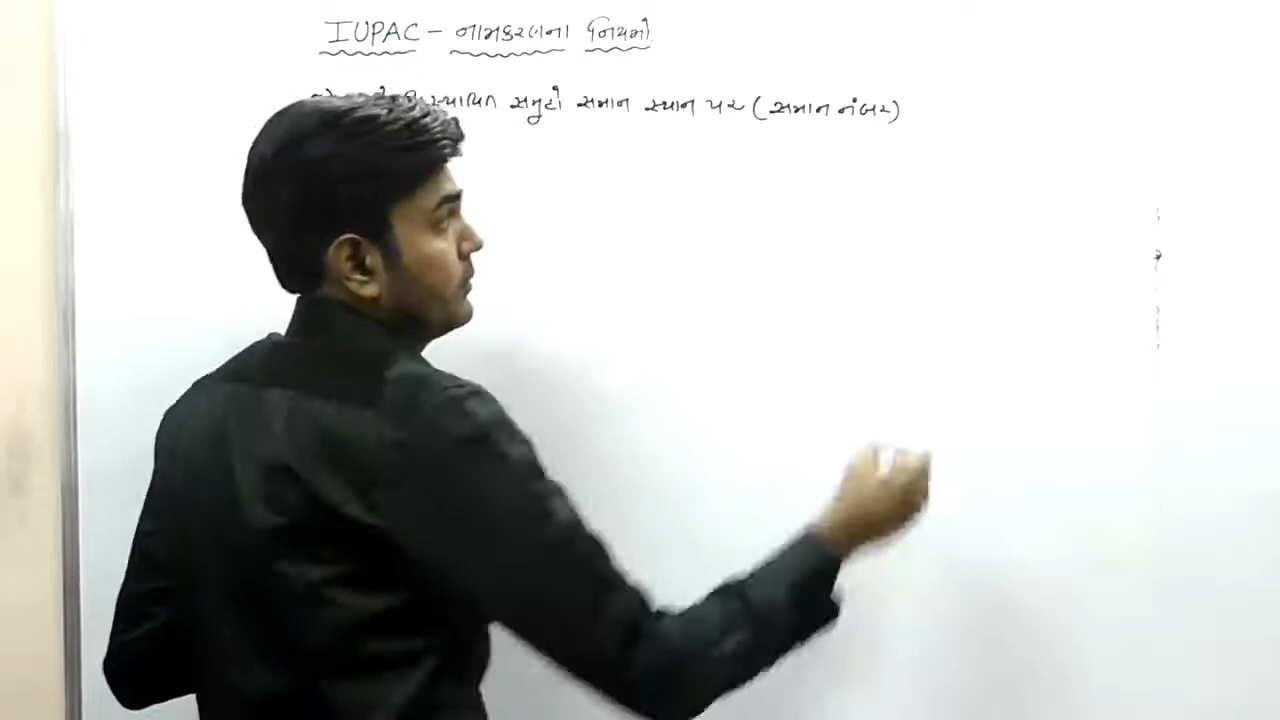 IUPAC - નામકરણના નિયમો.
સ્થાપિત સમુહો સમાન સ્થાન પર (સમાન નંબર)